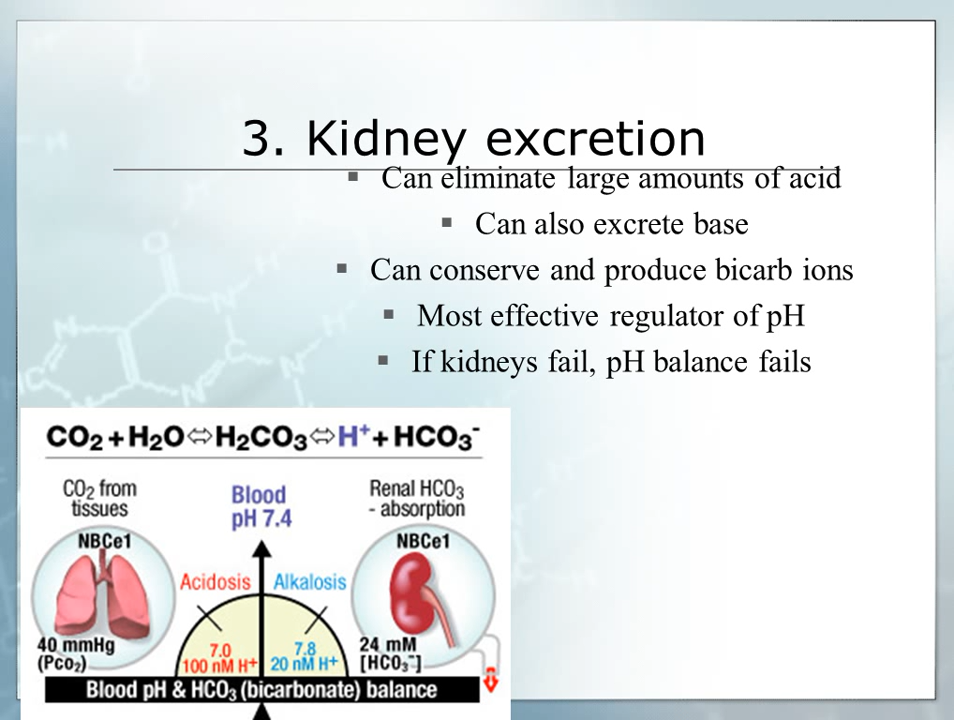 3. Kidney excretion
▪ Can eliminate large amounts of acid
▪ Can also excrete base
▪ Can conserve and produce bicarb ions
▪ Most effective regulator of pH
▪ If kidneys fail, pH balance fails
CO₂ + H₂O ⇔ H₂CO₃ ⇔ H⁺ + HCO₃⁻
CO₂ from
tissues
NBCe1
40 mmHg
(Pco₂)
Blood
pH 7.4
Acidosis
Alkalosis
7.0
100 nM H⁺
7.8
20 nM H⁺
Renal HCO₃
- absorption
NBCe1
24 mM
[HCO₃⁻]
Blood pH & HCO₃ (bicarbonate) balance